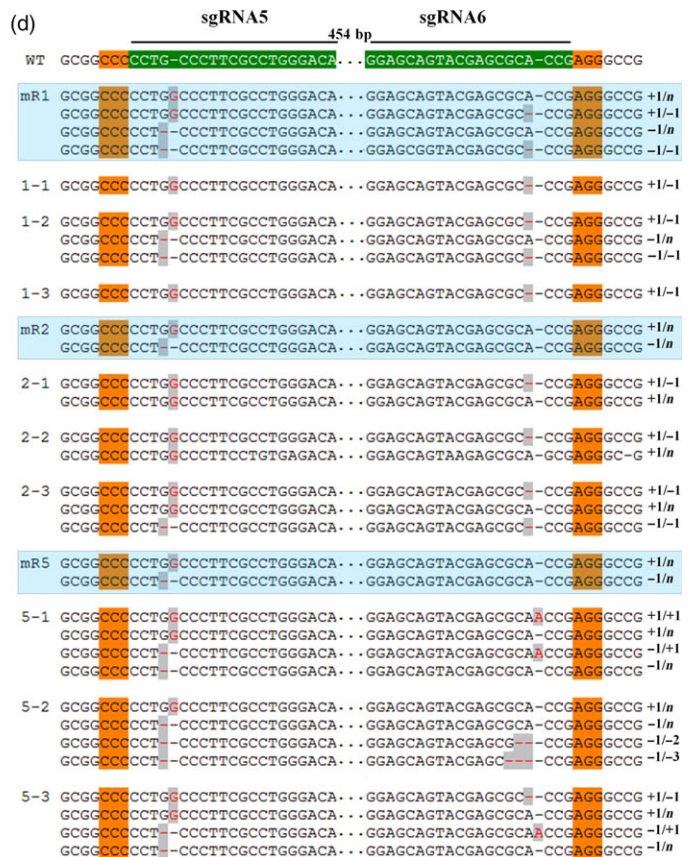 (d)
sgRNA5 454 bp sgRNA6
WT GCGGCCCCCTG-CCCTTCGCCTGGGACA...GGAGCAGTACGAGCGCA-CCGAGGGCCG
mR1 GCGGCCCCCTGGCCCTTCGCCTGGGACA...GGAGCAGTACGAGCGCA-CCGAGGGCCG +1/n
GCGGCCCCCTGGCCCTTCGCCTGGGACA...GGAGCAGTACGAGCGC--CCGAGGGCCG +1/−1
GCGGCCCCCT--CCCTTCGCCTGGGACA...GGAGCAGTACGAGCGCA-CCGAGGGCCG −1/n
GCGGCCCCCT--CCCTTCGCCTGGGACA...GGAGCGGTACGAGCGC--CCGAGGGCCG −1/−1
1-1 GCGGCCCCCTGGCCCTTCGCCTGGGACA...GGAGCAGTACGAGCGC--CCGAGGGCCG +1/−1
1-2 GCGGCCCCCTGGCCCTTCGCCTGGGACA...GGAGCAGTACGAGCGC--CCGAGGGCCG +1/−1
GCGGCCCCCT--CCCTTCGCCTGGGACA...GGAGCAGTACGAGCGCA-CCGAGGGCCG −1/n
GCGGCCCCCT--CCCTTCGCCTGGGACA...GGAGCAGTACGAGCGC--CCGAGGGCCG −1/−1
1-3 GCGGCCCCCTGGCCCTTCGCCTGGGACA...GGAGCAGTACGAGCGC--CCGAGGGCCG +1/−1
mR2 GCGGCCCCCTGGCCCTTCGCCTGGGACA...GGAGCAGTACGAGCGCA-CCGAGGGCCG +1/n
GCGGCCCCCT--CCCTTCGCCTGGGACA...GGAGCAGTACGAGCGCA-CCGAGGGCCG −1/n
2-1 GCGGCCCCCTGGCCCTTCGCCTGGGACA...GGAGCAGTACGAGCGC--CCGAGGGCCG +1/−1
GCGGCCCCCTGGCCCTTCGCCTGGGACA...GGAGCAGTACGAGCGCA-CCGAGGGCCG +1/n
2-2 GCGGCCCCCTGGCCCTTCGCCTGGGACA...GGAGCAGTACGAGCGC--CCGAGGGCCG +1/−1
GCGGCCCCCTGGCCCTTCCTGTGAGACA...GGAGCAGTAAGAGCGCA-GCGAGGGC-G +1/n
2-3 GCGGCCCCCTGGCCCTTCGCCTGGGACA...GGAGCAGTACGAGCGC--CCGAGGGCCG +1/−1
GCGGCCCCCTGGCCCTTCGCCTGGGACA...GGAGCAGTACGAGCGCA-CCGAGGGCCG +1/n
GCGGCCCCCT--CCCTTCGCCTGGGACA...GGAGCAGTACGAGCGC--CCGAGGGCCG −1/−1
mR5 GCGGCCCCCTGGCCCTTCGCCTGGGACA...GGAGCAGTACGAGCGCA-CCGAGGGCCG +1/n
GCGGCCCCCT--CCCTTCGCCTGGGACA...GGAGCAGTACGAGCGCA-CCGAGGGCCG −1/n
5-1 GCGGCCCCCTGGCCCTTCGCCTGGGACA...GGAGCAGTACGAGCGCAACCGAGGGCCG +1/+1
GCGGCCCCCTGGCCCTTCGCCTGGGACA...GGAGCAGTACGAGCGCA-CCGAGGGCCG +1/n
GCGGCCCCCT--CCCTTCGCCTGGGACA...GGAGCAGTACGAGCGCAACCGAGGGCCG −1/+1
GCGGCCCCCT--CCCTTCGCCTGGGACA...GGAGCAGTACGAGCGCA-CCGAGGGCCG −1/n
5-2 GCGGCCCCCTGGCCCTTCGCCTGGGACA...GGAGCAGTACGAGCGCA-CCGAGGGCCG +1/n
GCGGCCCCCT--CCCTTCGCCTGGGACA...GGAGCAGTACGAGCGCA-CCGAGGGCCG −1/n
GCGGCCCCCT--CCCTTCGCCTGGGACA...GGAGCAGTACGAGCG---CCGAGGGCCG −1/−2
GCGGCCCCCT--CCCTTCGCCTGGGACA...GGAGCAGTACGAGC----CCGAGGGCCG −1/−3
5-3 GCGGCCCCCTGGCCCTTCGCCTGGGACA...GGAGCAGTACGAGCGC--CCGAGGGCCG +1/−1
GCGGCCCCCTGGCCCTTCGCCTGGGACA...GGAGCAGTACGAGCGCA-CCGAGGGCCG +1/n
GCGGCCCCCT--CCCTTCGCCTGGGACA...GGAGCAGTACGAGCGCAACCGAGGGCCG −1/+1
GCGGCCCCCT--CCCTTCGCCTGGGACA...GGAGCAGTACGAGCGCA-CCGAGGGCCG −1/n